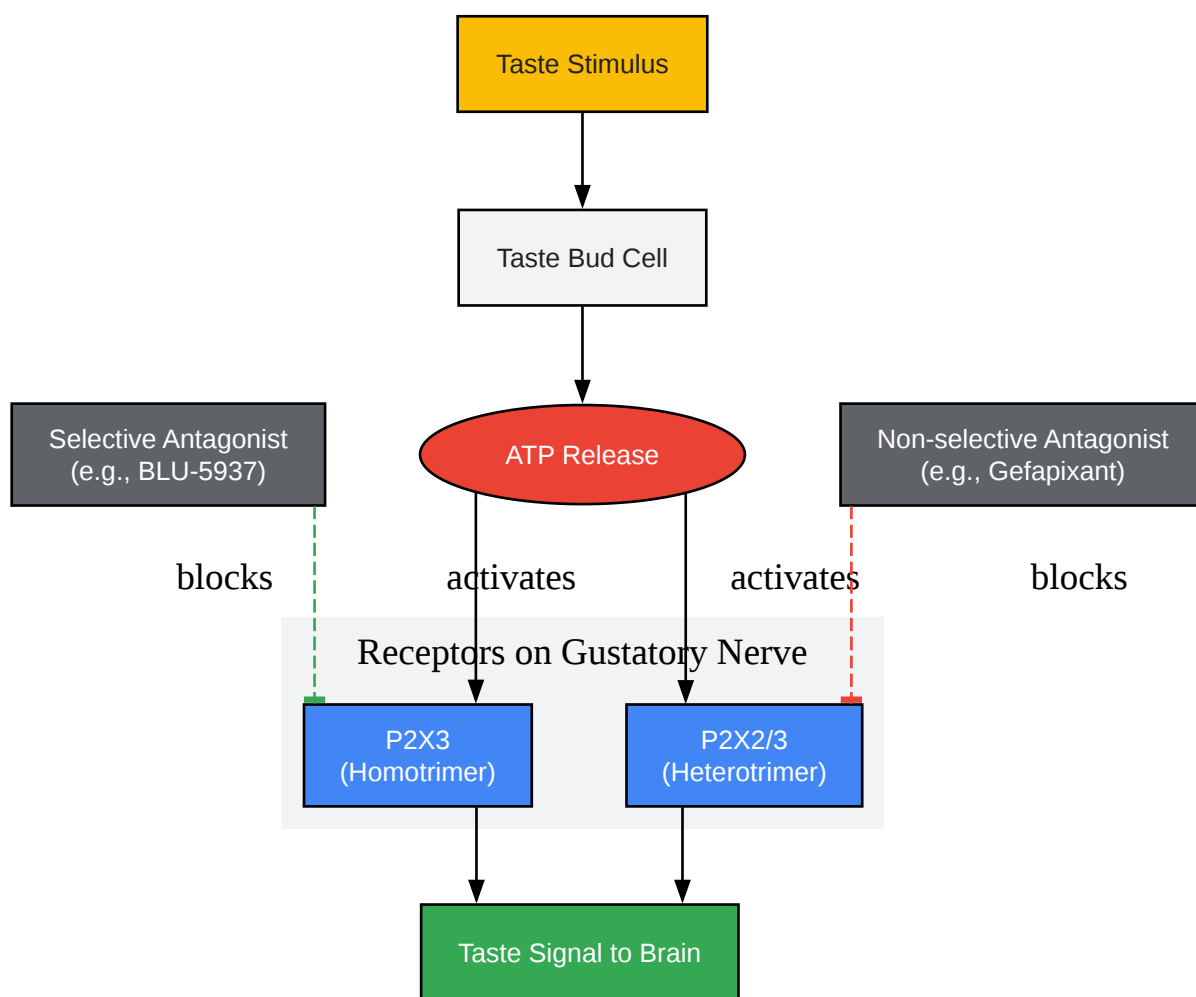 Taste Stimulus
Taste Bud Cell
Selective Antagonist
(e.g., BLU-5937)
ATP Release
Non-selective Antagonist
(e.g., Gefapixant)
blocks
activates
activates
blocks
Receptors on Gustatory Nerve
P2X3
(Homotrimer)
P2X2/3
(Heterotrimer)
Taste Signal to Brain